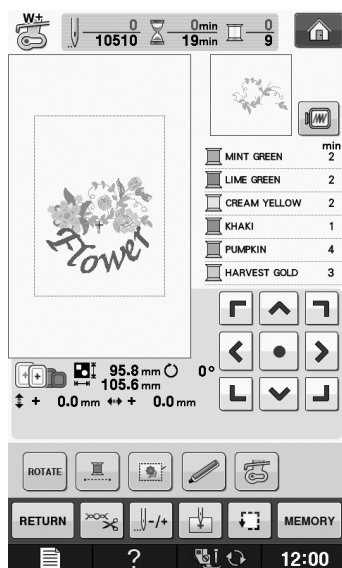 W+
0 0min 0
10510 19min 9
min
MINT GREEN 2
LIME GREEN 2
CREAM YELLOW 2
KHAKI 1
PUMPKIN 4
HARVEST GOLD 3
Flower
95.8 mm 0°
105.6 mm
+ 0.0 mm + 0.0 mm
ROTATE
RETURN -/+ MEMORY
? 12:00